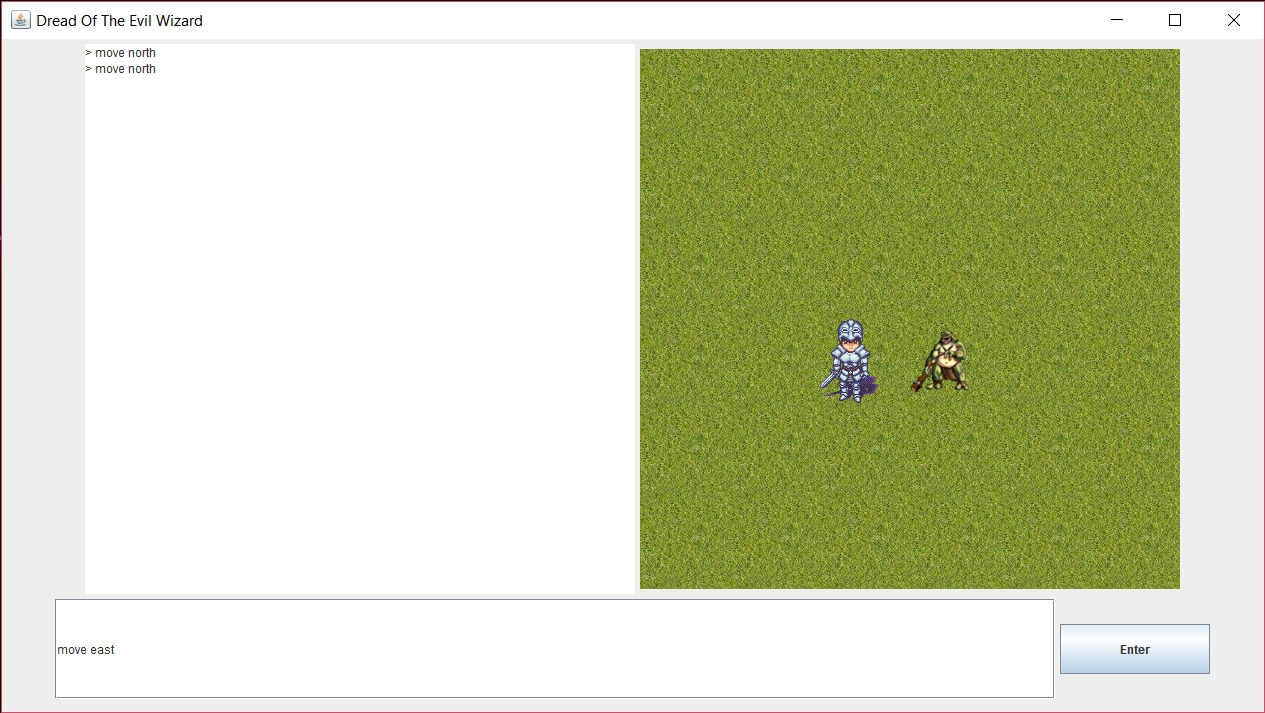 Dread Of The Evil Wizard
> move north
> move north
move east
Enter